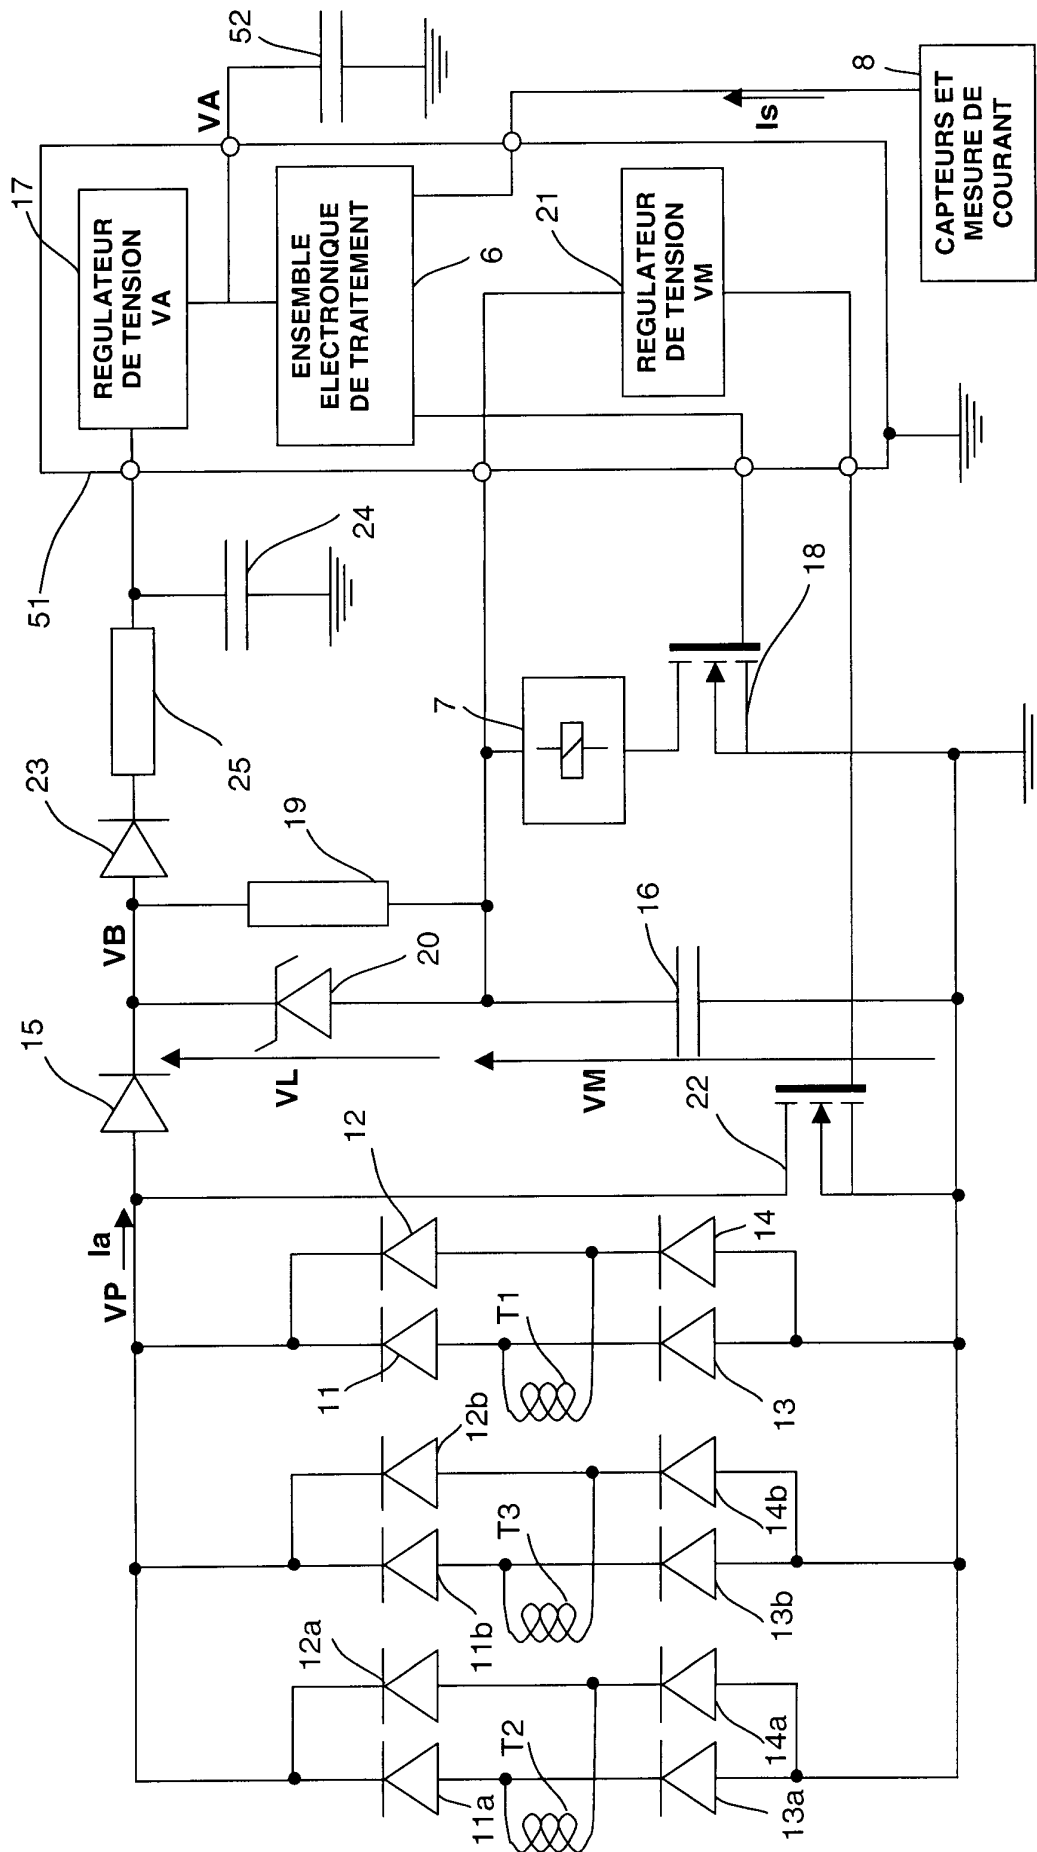 52
VA
17
REGULATEUR
DE TENSION
VA
ENSEMBLE
ELECTRONIQUE
DE TRAITEMENT
6
21
REGULATEUR
DE TENSION
VM
Is
8
CAPTEURS ET
MESURE DE
COURANT
51
24
25
23
18
7
19
VB
20
16
15
VL
VM
22
12
Ia
VP
14
T1
11
13
12b
T3
14b
11b
13b
12a
T2
14a
11a
13a